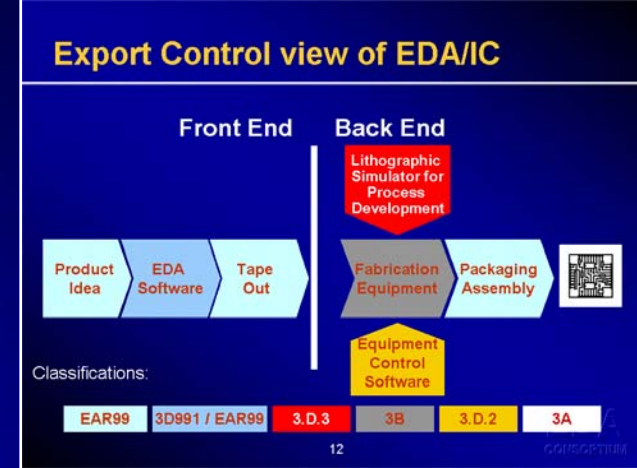 Export Control view of EDA/IC
Front End
Back End
Lithographic
Simulator for
Process
Development
Product
Idea
EDA
Software
Tape
Out
Fabrication
Equipment
Packaging
Assembly
Equipment
Control
Software
Classifications:
EAR99
3D991 / EAR99
3.D.3
3B
3.D.2
3A
12
CONSORTIUM